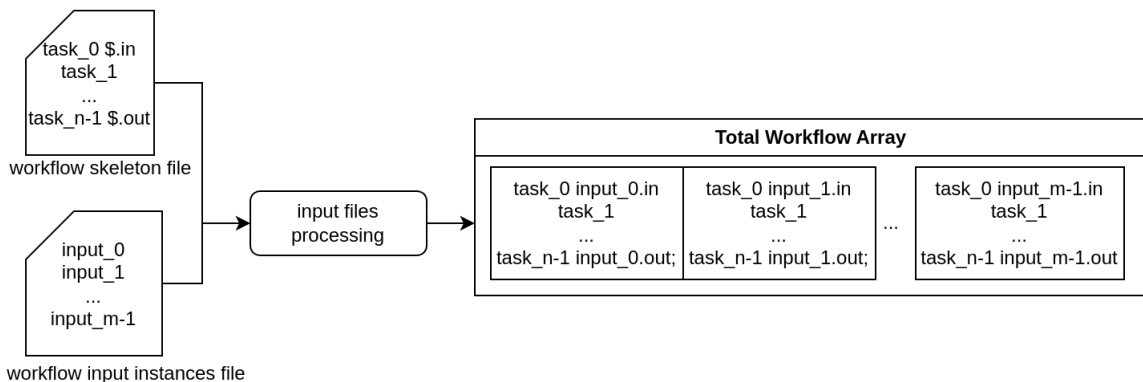 task_0 $.in
task_1
...
task_n-1 $.out
workflow skeleton file
input_0
input_1
...
input_m-1
workflow input instances file
input files
processing
Total Workflow Array
task_0 input_0.in
task_1
...
task_n-1 input_0.out;
task_0 input_1.in
task_1
...
task_n-1 input_1.out;
...
task_0 input_m-1.in
task_1
...
task_n-1 input_m-1.out